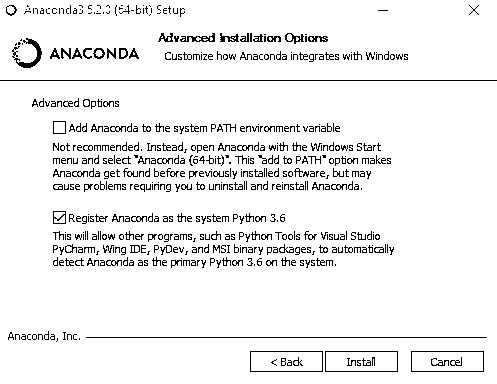 Anaconda3 5.2.0 (64-bit) Setup
ANACONDA
Advanced Installation Options
Customize how Anaconda integrates with Windows
Advanced Options
Add Anaconda to the system PATH environment variable
Not recommended. Instead, open Anaconda with the Windows Start
menu and select "Anaconda (64-bit)". This "add to PATH" option makes
Anaconda get found before previously installed software, but may
cause problems requiring you to uninstall and reinstall Anaconda.
Register Anaconda as the system Python 3.6
This will allow other programs, such as Python Tools for Visual Studio
PyCharm, Wing IDE, PyDev, and MSI binary packages, to automatically
detect Anaconda as the primary Python 3.6 on the system.
Anaconda, Inc.
< Back Install Cancel